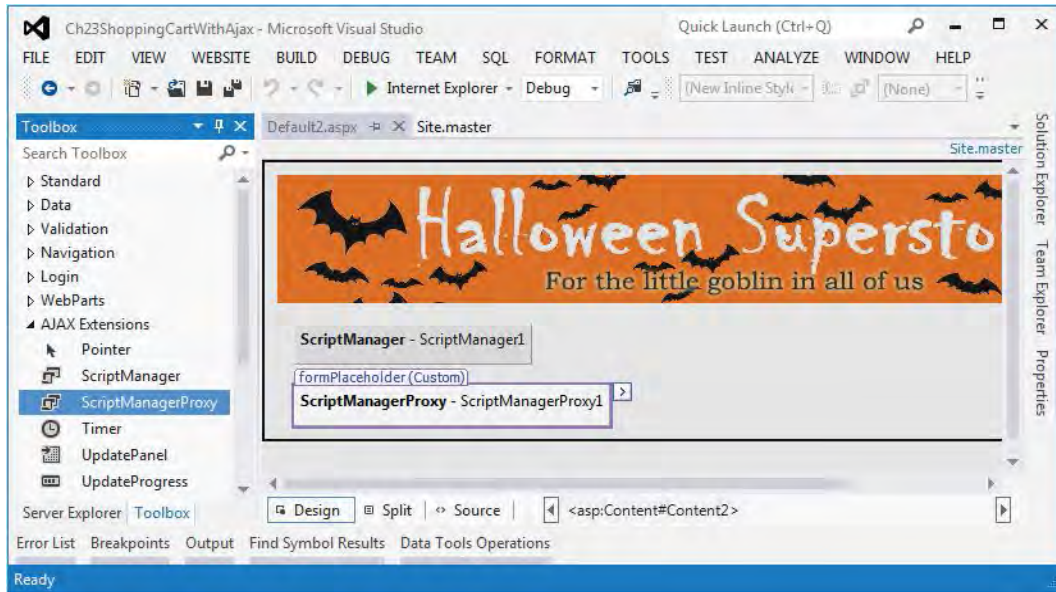 Ch23ShoppingCartWithAjax - Microsoft Visual Studio
Quick Launch (Ctrl+Q)
FILE EDIT VIEW WEBSITE BUILD DEBUG TEAM SQL FORMAT TOOLS TEST ANALYZE WINDOW HELP
Internet Explorer Debug (New Inline Style (None)
Toolbox
Default2.aspx Site.master
Search Toolbox
Site.master
Standard
Data
Validation
Navigation
Login
WebParts
AJAX Extensions
Pointer
ScriptManager
ScriptManagerProxy
Timer
UpdatePanel
UpdateProgress
Halloween Supersto
For the little goblin in all of us
ScriptManager - ScriptManager1
formPlaceholder (Custom)
ScriptManagerProxy - ScriptManagerProxy1
Solution Explorer
Team Explorer
Properties
Server Explorer Toolbox
Design Split Source <asp:Content#Content2>
Error List Breakpoints Output Find Symbol Results Data Tools Operations
Ready